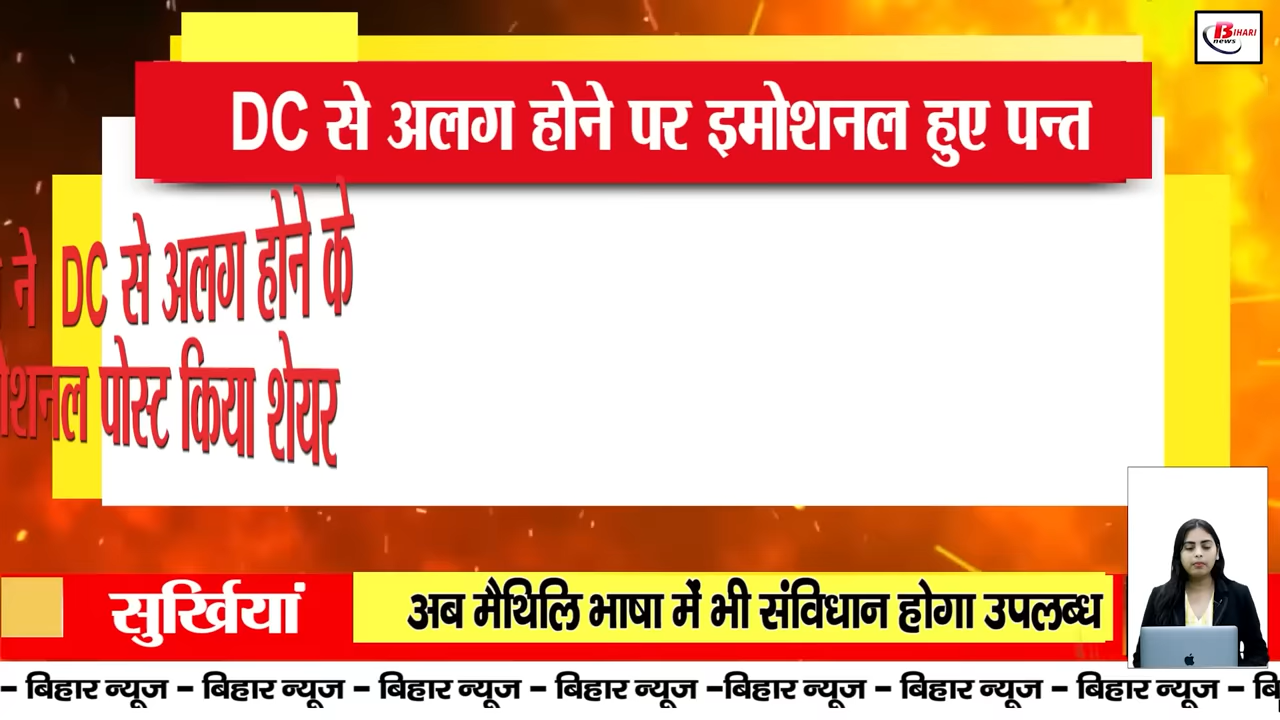 BIHARI
news
DC से अलग होने पर इमोशनल हुए पन्त
ने DC से अलग होने के
पोस्ट किया शेयर
सुर्खियां
अब मैथिलि भाषा में भी संविधान होगा उपलब्ध
– बिहार न्यूज – बिहार न्यूज – बिहार न्यूज – बिहार न्यूज –बिहार न्यूज – बिहार न्यूज – बिहार न्यूज –